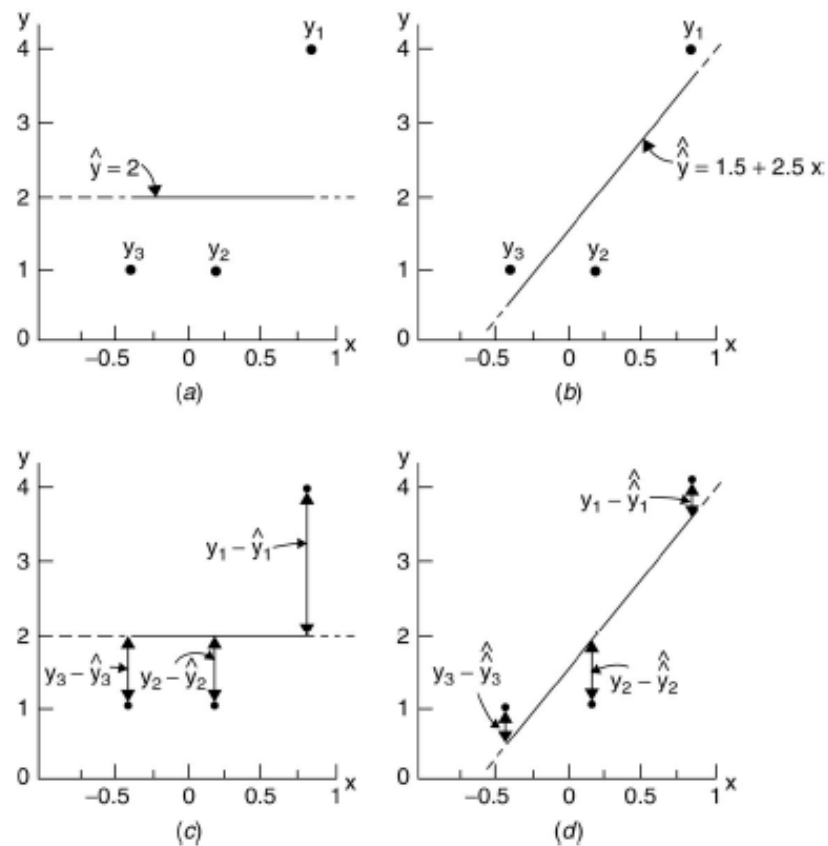 y
4
3
2
1
0
y₁
ŷ = 2
y₃
y₂
−0.5
0
0.5
1
x
(a)
y
4
3
2
1
0
y₁
ŷ̂ = 1.5 + 2.5 x
y₃
y₂
−0.5
0
0.5
1
x
(b)
y
4
3
2
1
0
y₁ − ŷ₁
y₃ − ŷ₃
y₂ − ŷ₂
−0.5
0
0.5
1
x
(c)
y
4
3
2
1
0
y₁ − ŷ̂₁
y₃ − ŷ̂₃
y₂ − ŷ̂₂
−0.5
0
0.5
1
x
(d)